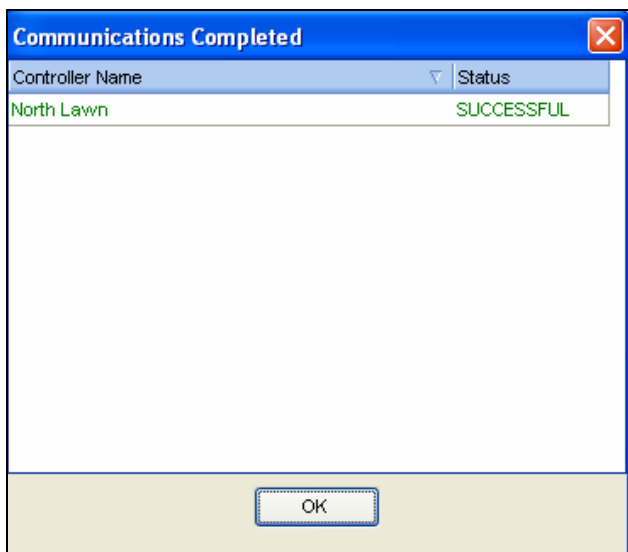 Communications Completed
Controller Name Status
North Lawn SUCCESSFUL
OK